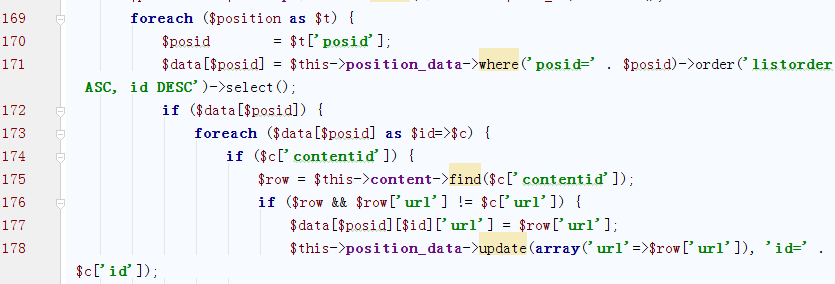 169 foreach ($position as $t) {
170 $posid = $t['posid'];
171 $data[$posid] = $this->position_data->where('posid=' . $posid)->order('listorder
ASC, id DESC')->select();
172 if ($data[$posid]) {
173 foreach ($data[$posid] as $id=>$c) {
174 if ($c['contentid']) {
175 $row = $this->content->find($c['contentid']);
176 if ($row && $row['url'] != $c['url']) {
177 $data[$posid][$id]['url'] = $row['url'];
178 $this->position_data->update(array('url'=>$row['url']), 'id=' .
$c['id']);